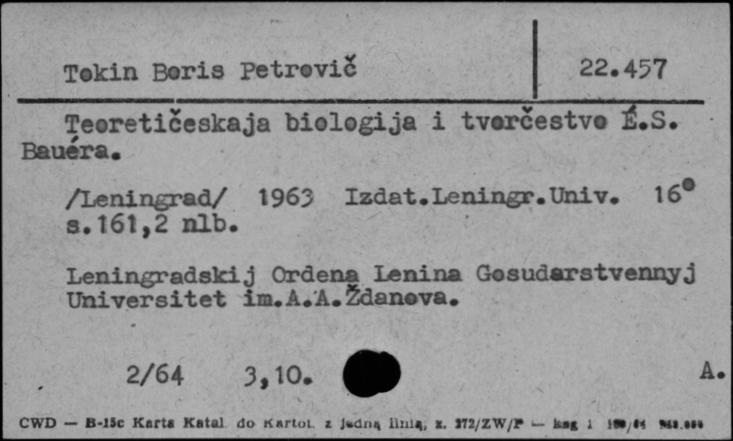 Tokin Boris Petrovič 22.457
Teoretičeskaja biologija i tvorčestvo É.S.
Bauéra.
/Leningrad/ 1963 Izdat.Leningr.Univ. 16°
s.161,2 nlb.
Leningradskij Ordena Lenina Gosudarstvennyj
Universitet im.A.A.Ždanova.
2/64 3,10. A.
CWD — B-15c Karta Katal. do Kartot. z jedną linią, z. 272/ZW/P —